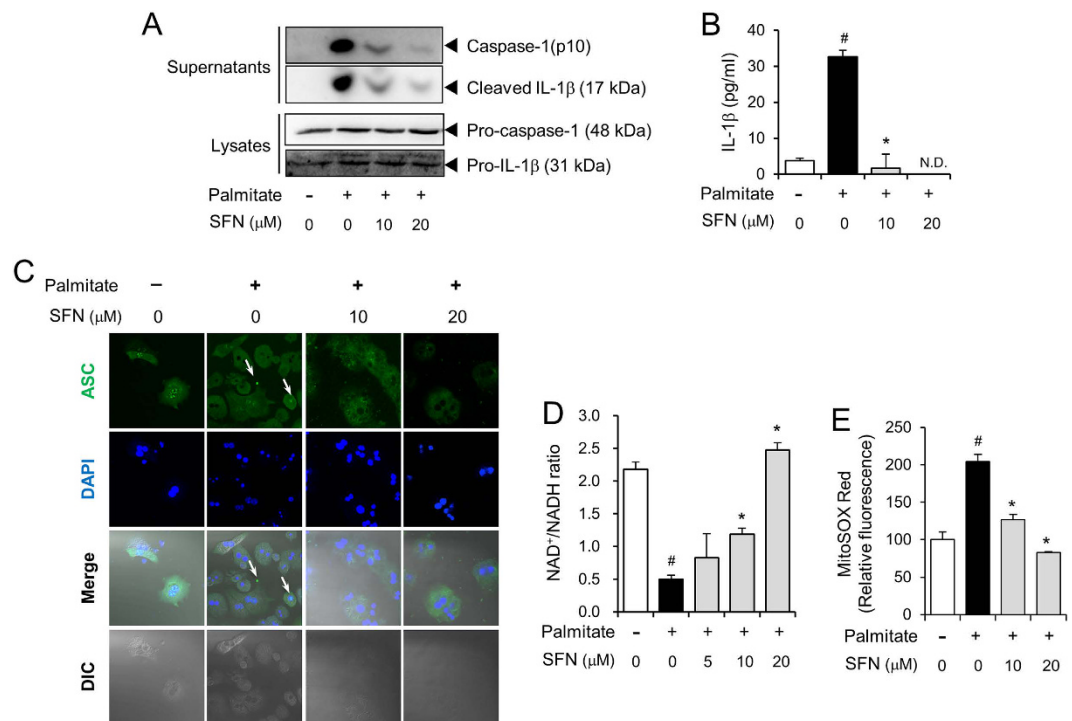 A
Supernatants
Caspase-1(p10)
Cleaved IL-1β (17 kDa)
Lysates
Pro-caspase-1 (48 kDa)
Pro-IL-1β (31 kDa)
Palmitate - + + +
SFN (μM) 0 0 10 20
B
IL-1β (pg/ml)
40
30
20
10
0
#
*
N.D.
Palmitate - + + +
SFN (μM) 0 0 10 20
C
Palmitate - + + +
SFN (μM) 0 0 10 20
ASC
DAPI
Merge
DIC
D
NAD⁺/NADH ratio
3.0
2.5
2.0
1.5
1.0
0.5
0.0
#
*
*
Palmitate - + + + +
SFN (μM) 0 0 5 10 20
E
MitoSOX Red
(Relative fluorescence)
250
200
150
100
50
0
#
*
*
Palmitate - + + +
SFN (μM) 0 0 10 20